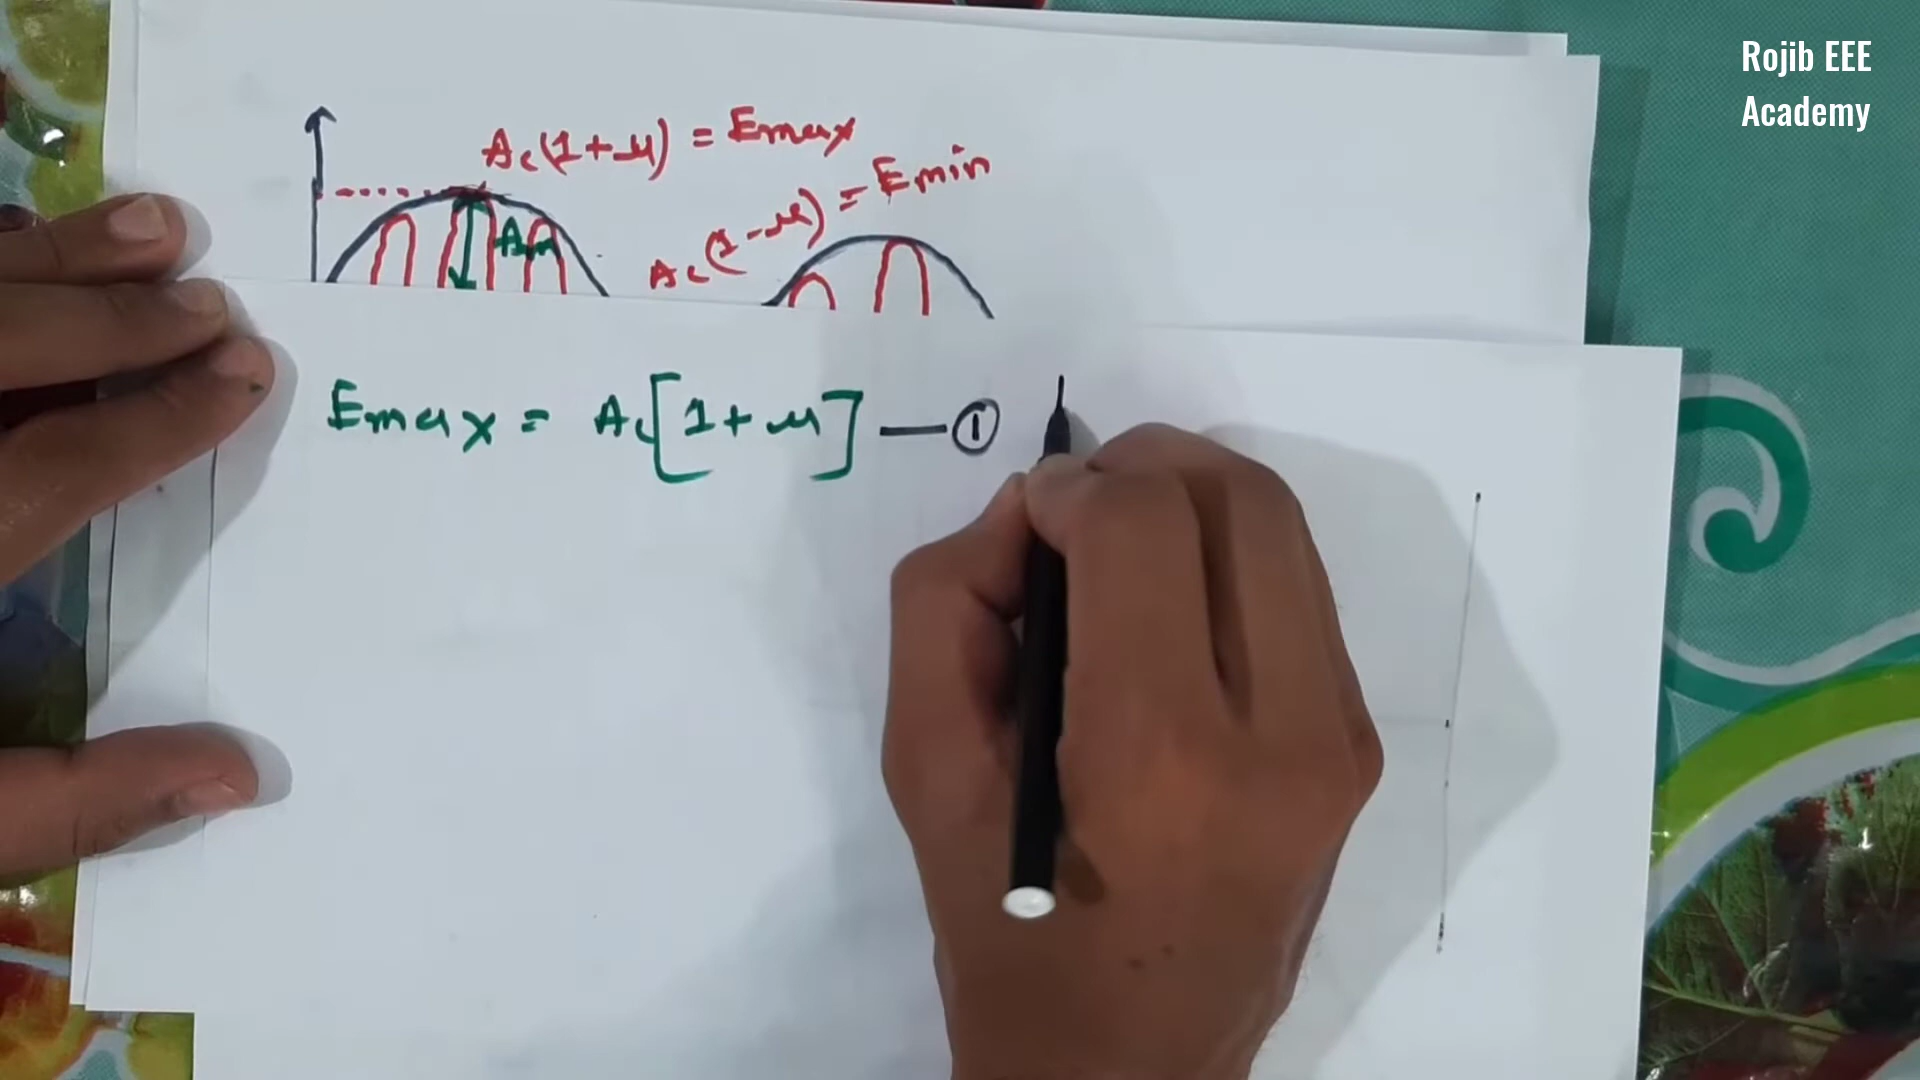 Rojib EEE
Academy
Ac(1+μ) = Emax
Ac(1-μ) = Emin
Am
Emax = Ac[1+μ] — ①